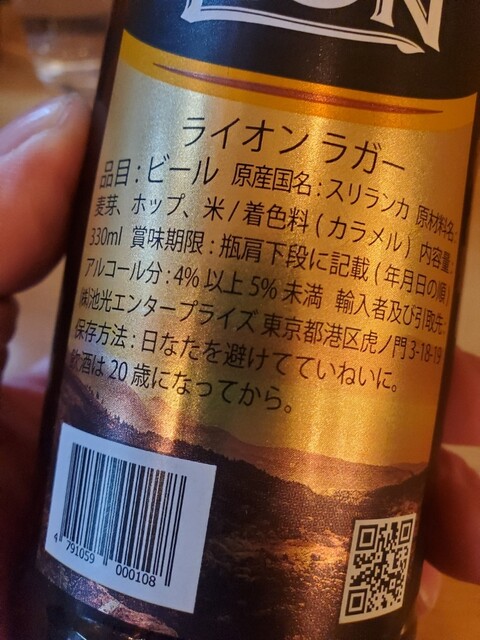 ライオン ラガー
品目：ビール 原産国名：スリランカ 原材料名：
麦芽、ホップ、米/着色料(カラメル) 内容量：
330ml 賞味期限：瓶肩下段に記載(年月日の順)
アルコール分：4%以上5%未満 輸入者及び引取先：
㈱池光エンタープライズ 東京都港区虎ノ門3-18-19
保存方法：日なたを避けてていねいに。
飲酒は20歳になってから。
4 791059 000108